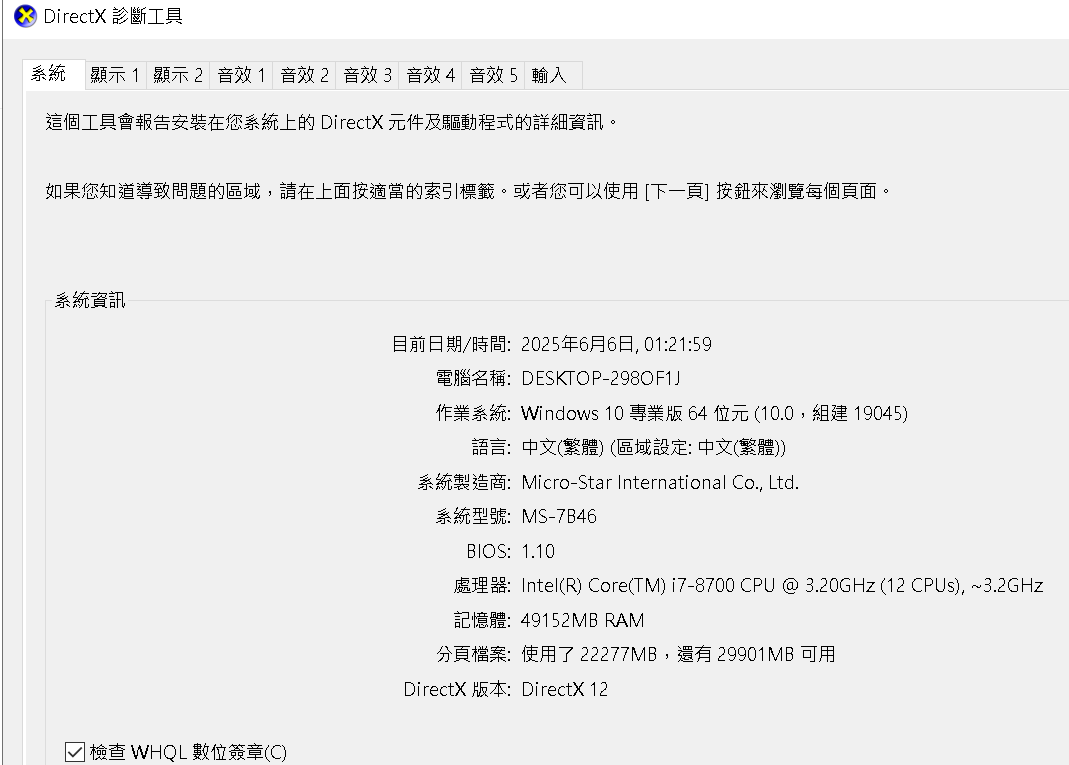 DirectX 診斷工具
系統 顯示 1 顯示 2 音效 1 音效 2 音效 3 音效 4 音效 5 輸入
這個工具會報告安裝在您系統上的 DirectX 元件及驅動程式的詳細資訊。
如果您知道導致問題的區域，請在上面按適當的索引標籤。或者您可以使用 [下一頁] 按鈕來瀏覽每個頁面。
系統資訊
目前日期/時間: 2025年6月6日, 01:21:59
電腦名稱: DESKTOP-298OF1J
作業系統: Windows 10 專業版 64 位元 (10.0，組建 19045)
語言: 中文(繁體) (區域設定: 中文(繁體))
系統製造商: Micro-Star International Co., Ltd.
系統型號: MS-7B46
BIOS: 1.10
處理器: Intel(R) Core(TM) i7-8700 CPU @ 3.20GHz (12 CPUs), ~3.2GHz
記憶體: 49152MB RAM
分頁檔案: 使用了 22277MB，還有 29901MB 可用
DirectX 版本: DirectX 12
檢查 WHQL 數位簽章(C)